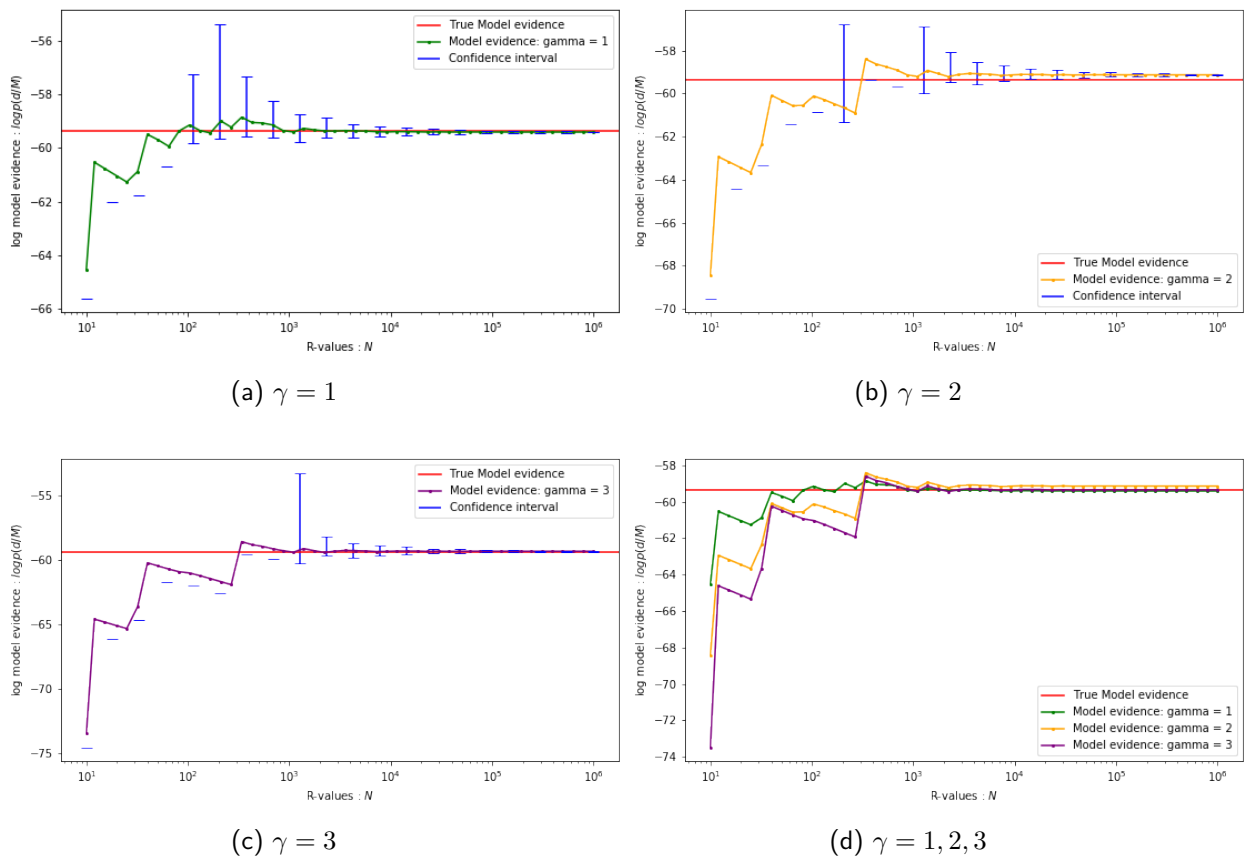 True Model evidence
Model evidence: gamma = 1
Confidence interval
log model evidence : logp(d/M)
−56
−58
−60
−62
−64
−66
10¹
10²
10³
10⁴
10⁵
10⁶
R-values : N
(a) γ = 1
True Model evidence
Model evidence: gamma = 2
Confidence interval
log model evidence : logp(d/M)
−58
−60
−62
−64
−66
−68
−70
10¹
10²
10³
10⁴
10⁵
10⁶
R-values : N
(b) γ = 2
True Model evidence
Model evidence: gamma = 3
Confidence interval
log model evidence : logp(d/M)
−55
−60
−65
−70
−75
10¹
10²
10³
10⁴
10⁵
10⁶
R-values : N
(c) γ = 3
True Model evidence
Model evidence: gamma = 1
Model evidence: gamma = 2
Model evidence: gamma = 3
log model evidence : logp(d/M)
−58
−60
−62
−64
−66
−68
−70
−72
−74
10¹
10²
10³
10⁴
10⁵
10⁶
R-values : N
(d) γ = 1, 2, 3